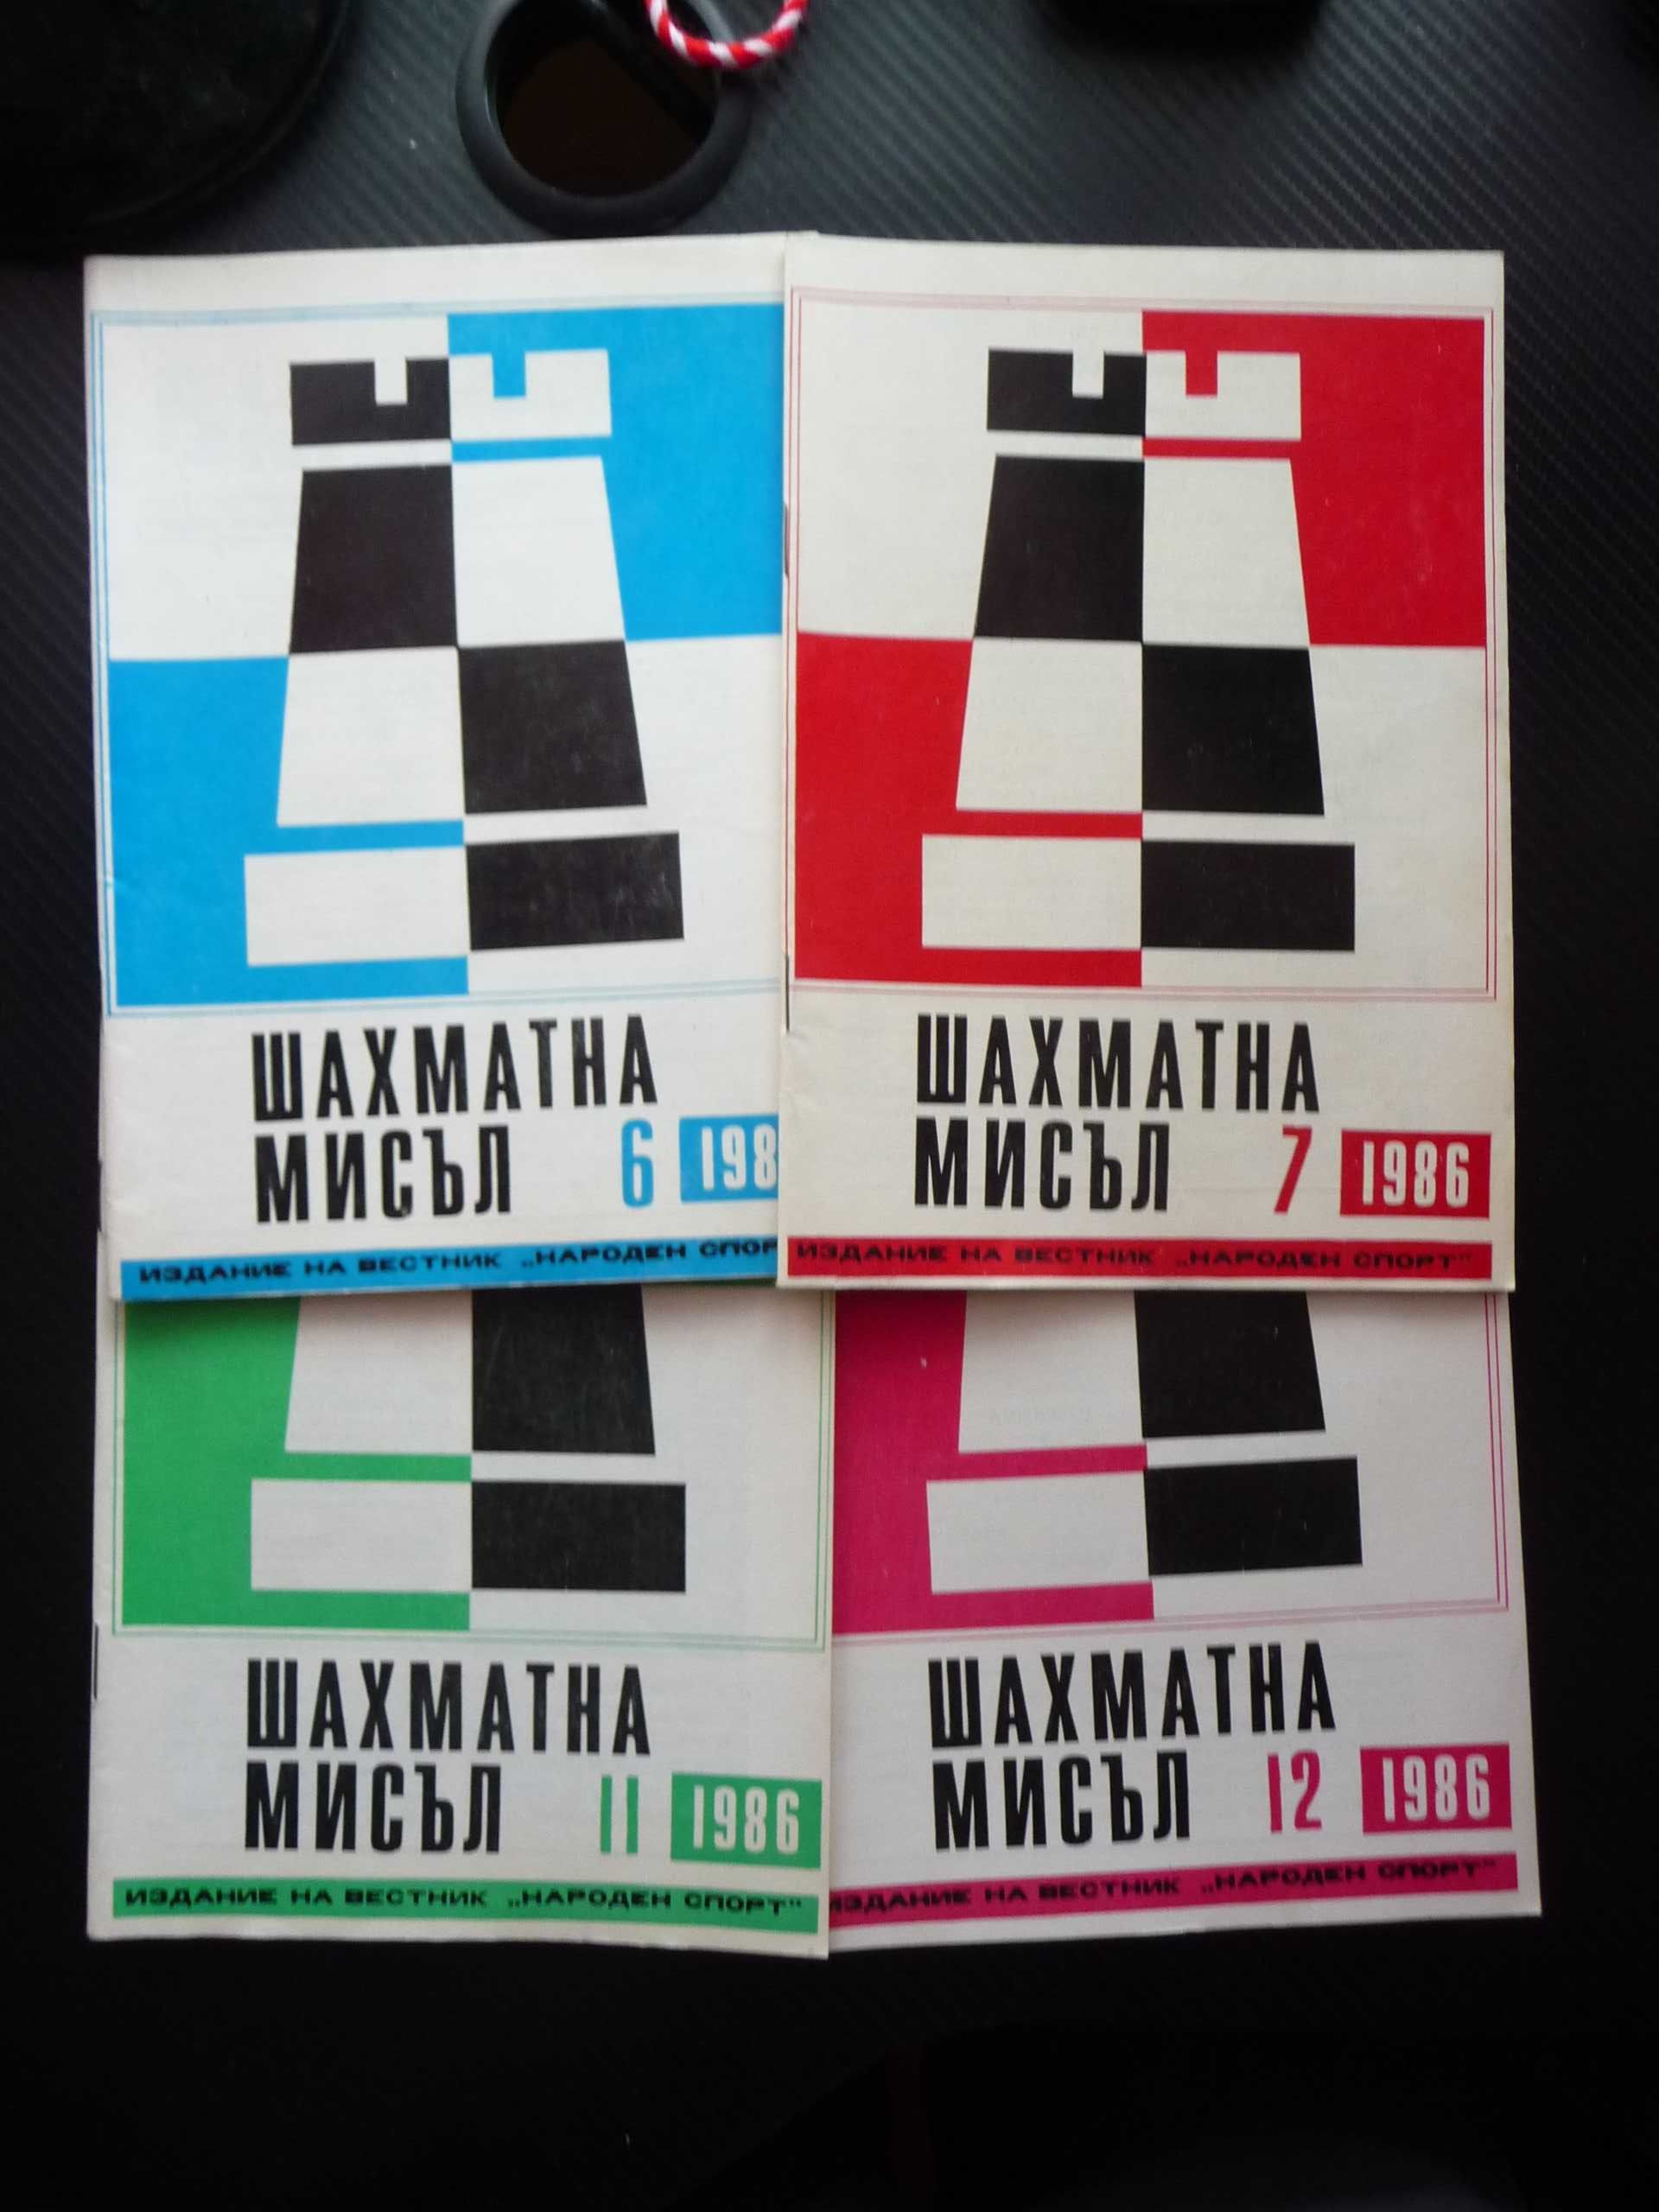 ШАХМАТНА
МИСЪЛ 6 198
ИЗДАНИЕ НА ВЕСТНИК „НАРОДЕН СПОР
ШАХМАТНА
МИСЪЛ 7 1986
ИЗДАНИЕ НА ВЕСТНИК „НАРОДЕН СПОРТ"
ШАХМАТНА
МИСЪЛ 11 1986
ИЗДАНИЕ НА ВЕСТНИК „НАРОДЕН СПОРТ"
ШАХМАТНА
МИСЪЛ 12 1986
ИЗДАНИЕ НА ВЕСТНИК „НАРОДЕН СПОРТ"